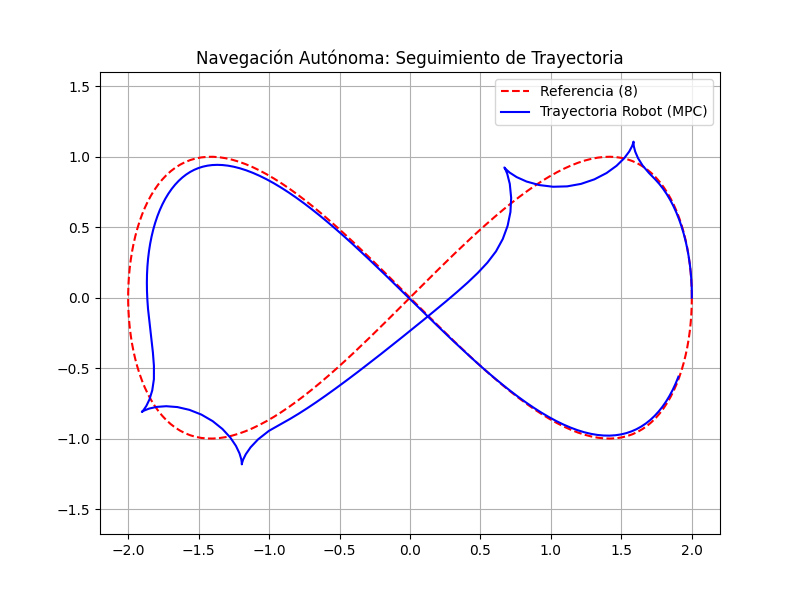 Navegación Autónoma: Seguimiento de Trayectoria
Referencia (8)
Trayectoria Robot (MPC)
1.5
1.0
0.5
0.0
−0.5
−1.0
−1.5
−2.0 −1.5 −1.0 −0.5 0.0 0.5 1.0 1.5 2.0